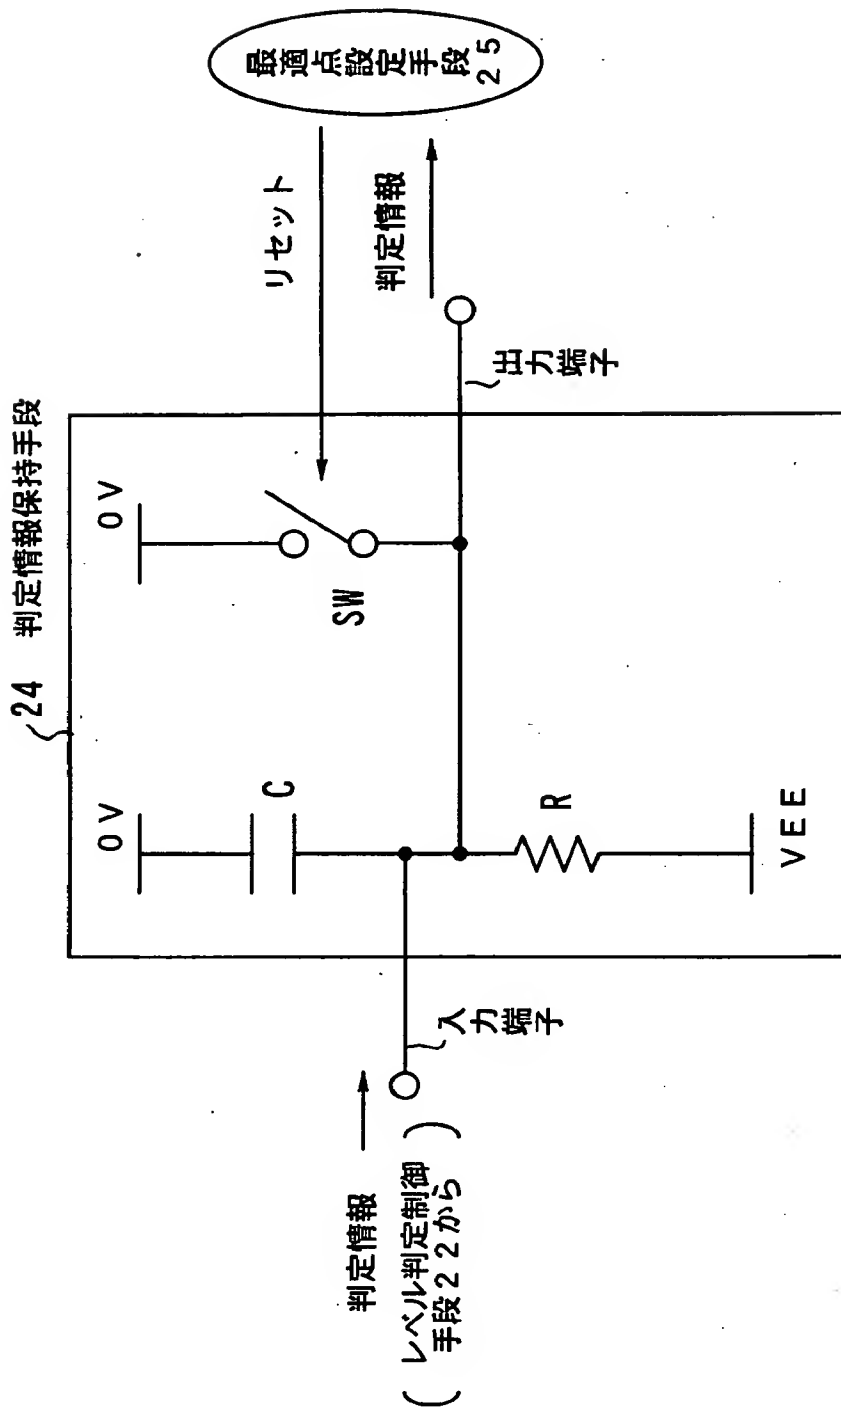 24 判定情報保持手段
0V
0V
C
SW
R
VEE
リセット
最適点設定手段
25
判定情報
出力端子
入力端子
判定情報
(レベル判定制御
手段22から)